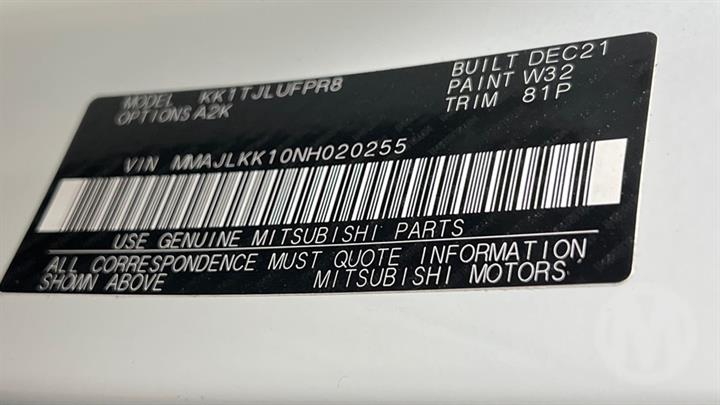 MODEL KK1TJLUFPR8 BUILT DEC21
OPTIONS A2K PAINT W32
TRIM 81P
VIN MMAJLKK10NH020255
USE GENUINE MITSUBISHI PARTS
ALL CORRESPONDENCE MUST QUOTE INFORMATION
SHOWN ABOVE MITSUBISHI MOTORS
M